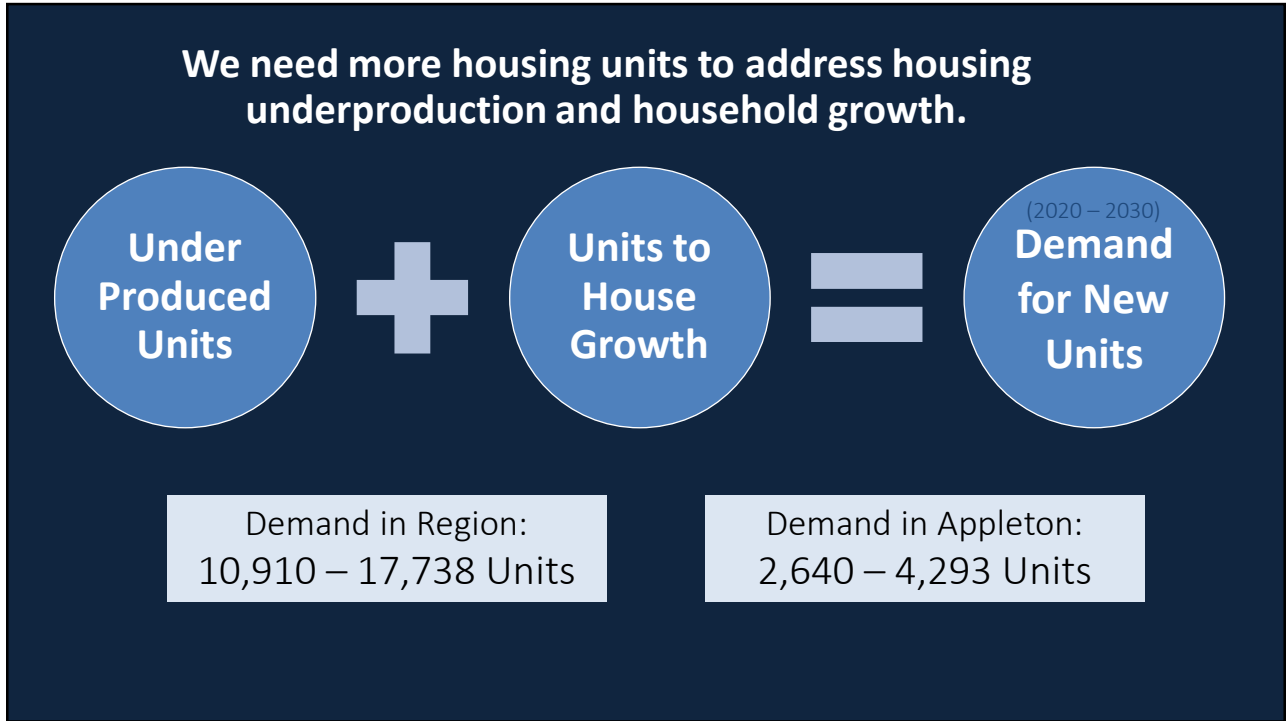 We need more housing units to address housing
underproduction and household growth.
Under
Produced
Units
Units to
House
Growth
(2020 – 2030)
Demand
for New
Units
Demand in Region:
10,910 – 17,738 Units
Demand in Appleton:
2,640 – 4,293 Units